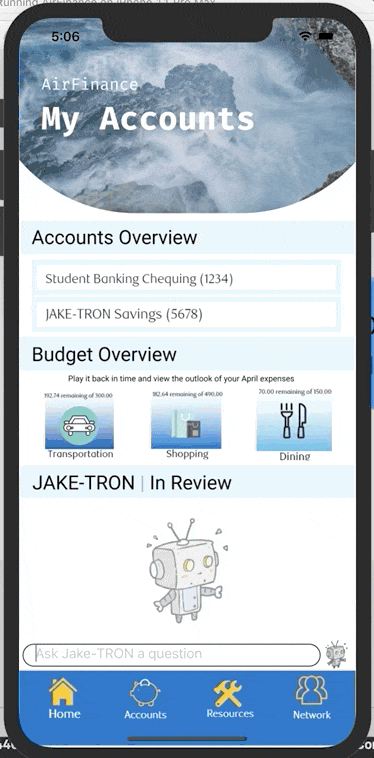 running AirFinance on iPhone 11 Pro Max
5:06
AirFinance
My Accounts
Accounts Overview
Student Banking Chequing (1234)
JAKE-TRON Savings (5678)
Budget Overview
Play it back in time and view the outlook of your April expenses
192.74 remaining of 300.00
182.64 remaining of 490.00
70.00 remaining of 150.00
Transportation
Shopping
Dining
JAKE-TRON | In Review
Ask Jake-TRON a question
Home
Accounts
Resources
Network